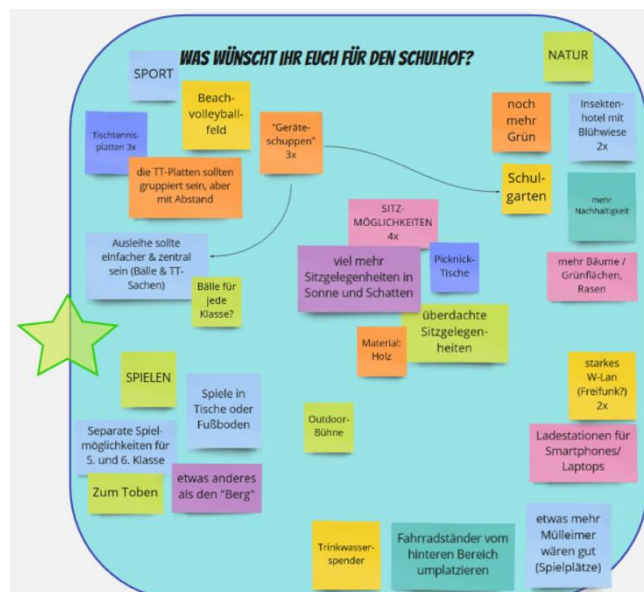 WAS WÜNSCHT IHR EUCH FÜR DEN SCHULHOF?
SPORT
Beach-
volleyball-
feld
Tischtennis-
platten 3x
die TT-Platten sollten
gruppiert sein, aber
mit Abstand
"Geräte-
schuppen"
3x
Ausleihe sollte
einfacher & zentral
sein (Bälle & TT-
Sachen)
Bälle für
jede
Klasse?
NATUR
noch
mehr
Grün
Insekten-
hotel mit
Blühwiese
2x
Schul-
garten
mehr
Nachhaltigkeit
mehr Bäume /
Grünflächen,
Rasen
SITZ-
MÖGLICHKEITEN
4x
viel mehr
Sitzgelegenheiten in
Sonne und Schatten
Picknick-
Tische
überdachte
Sitzgelegen-
heiten
Material:
Holz
SPIELEN
Spiele in
Tische oder
Fußboden
Separate Spiel-
möglichkeiten für
5. und 6. Klasse
Zum Toben
etwas anderes
als den "Berg"
Outdoor-
Bühne
starkes
W-Lan
(Freifunk?)
2x
Ladestationen für
Smartphones/
Laptops
Trinkwasser-
spender
Fahrradständer vom
hinteren Bereich
umplatzieren
etwas mehr
Mülleimer
wären gut
(Spielplätze)